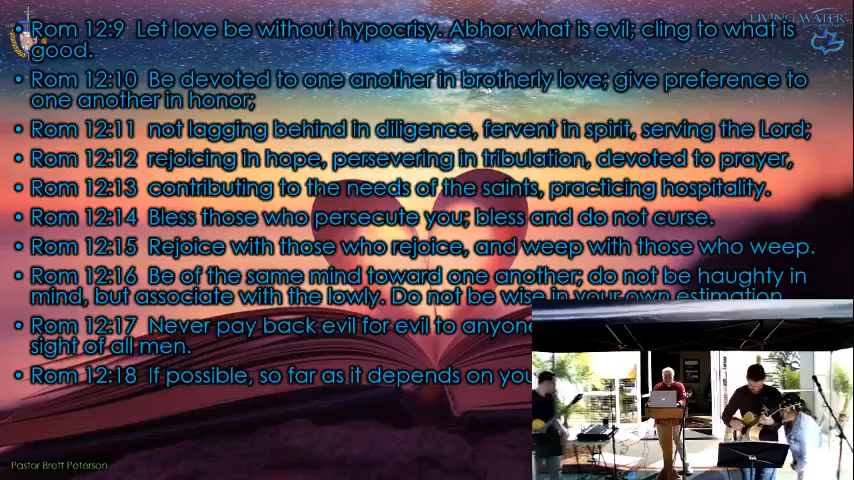 LIVING WATER
• Rom 12:9 Let love be without hypocrisy. Abhor what is evil; cling to what is
good.
• Rom 12:10 Be devoted to one another in brotherly love; give preference to
one another in honor;
• Rom 12:11 not lagging behind in diligence, fervent in spirit, serving the Lord;
• Rom 12:12 rejoicing in hope, persevering in tribulation, devoted to prayer,
• Rom 12:13 contributing to the needs of the saints, practicing hospitality.
• Rom 12:14 Bless those who persecute you; bless and do not curse.
• Rom 12:15 Rejoice with those who rejoice, and weep with those who weep.
• Rom 12:16 Be of the same mind toward one another; do not be haughty in
mind, but associate with the lowly. Do not be wise in your own estimation
• Rom 12:17 Never pay back evil for evil to anyone
sight of all men.
• Rom 12:18 If possible, so far as it depends on you
Pastor Brett Peterson